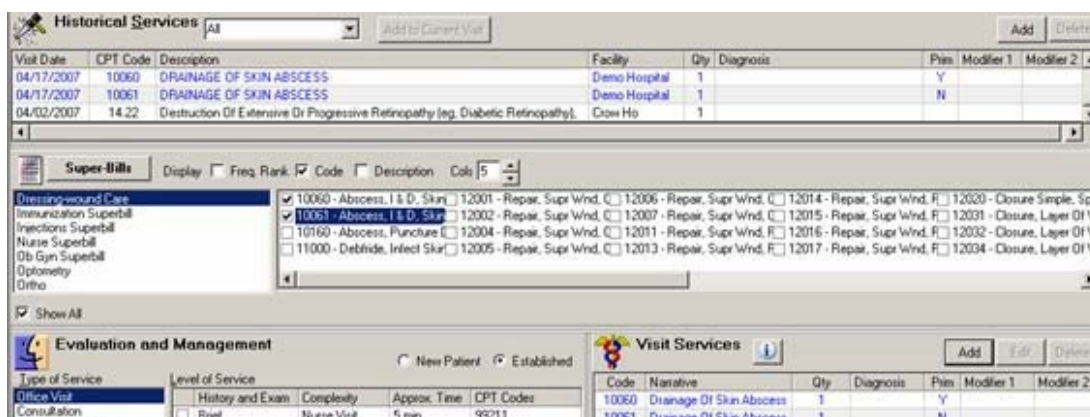 Historical Services All Add to Current Visit Add Delete
Visit Date CPT Code Description Facility Qty Diagnosis Prim Modifier 1 Modifier 2
04/17/2007 10060 DRAINAGE OF SKIN ABSCESS Demo Hospital 1 Y
04/17/2007 10061 DRAINAGE OF SKIN ABSCESS Demo Hospital 1 N
04/02/2007 14.22 Destruction Of Extensive Or Progressive Retinopathy (eg, Diabetic Retinopathy), Crow Ho 1
Super-Bills Display Freq. Rank Code Description Cols 5
Dressing-wound Care
Immunization Superbill
Injections Superbill
Nurse Superbill
Ob Gyn Superbill
Optometry
Ortho
10060 - Abscess, I & D, Skin 12001 - Repair, Supr Wnd, 12006 - Repair, Supr Wnd, 12014 - Repair, Supr Wnd, 12020 - Closure Simple,
10061 - Abscess, I & D, Skin 12002 - Repair, Supr Wnd, 12007 - Repair, Supr Wnd, 12015 - Repair, Supr Wnd, 12031 - Closure, Layer Of
10160 - Abscess, Puncture 12004 - Repair, Supr Wnd, 12011 - Repair, Supr Wnd, 12016 - Repair, Supr Wnd, 12032 - Closure, Layer Of
11000 - Debride, Infect Skin 12005 - Repair, Supr Wnd, 12013 - Repair, Supr Wnd, 12017 - Repair, Supr Wnd, 12034 - Closure, Layer Of
Show All
Evaluation and Management New Patient Established
Type of Service Level of Service
Office Visit
Consultation
History and Exam Complexity Approx. Time CPT Codes
Brief Nurse Visit 5 min 99211
Visit Services Add Edit Delete
Code Narrative Qty Diagnosis Prim Modifier 1 Modifier 2
10060 Drainage Of Skin Abscess 1 Y
10061 Drainage Of Skin Abscess 1 N